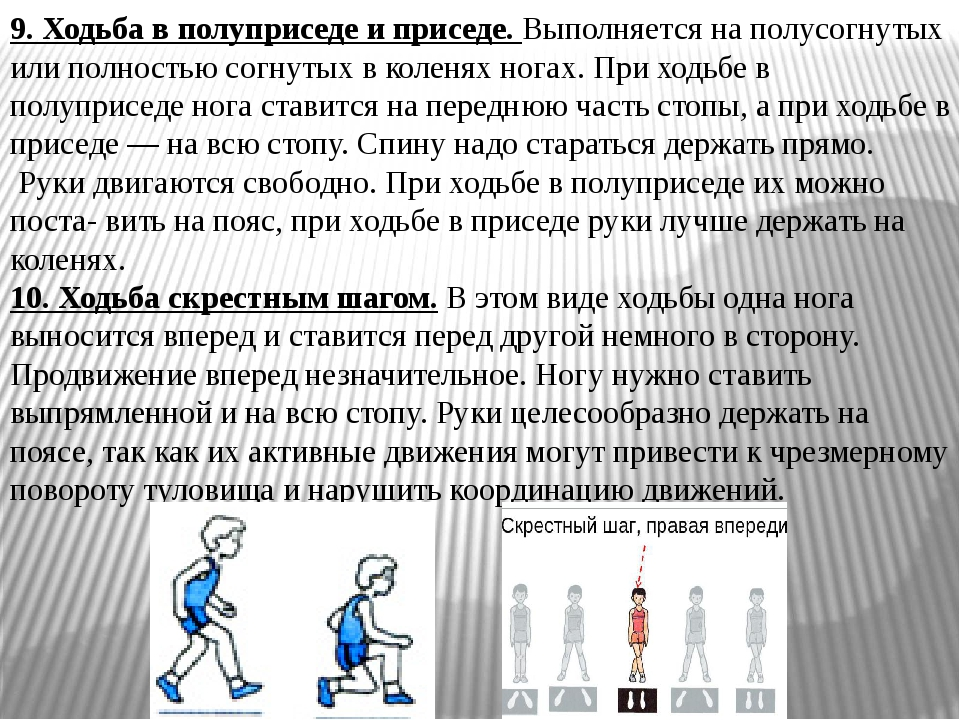 9. Ходьба в полуприседе и приседе. Выполняется на полусогнутых
или полностью согнутых в коленях ногах. При ходьбе в
полуприседе нога ставится на переднюю часть стопы, а при ходьбе в
приседе — на всю стопу. Спину надо стараться держать прямо.
Руки двигаются свободно. При ходьбе в полуприседе их можно
поста- вить на пояс, при ходьбе в приседе руки лучше держать на
коленях.
10. Ходьба скрестным шагом. В этом виде ходьбы одна нога
выносится вперед и ставится перед другой немного в сторону.
Продвижение вперед незначительное. Ногу нужно ставить
выпрямленной и на всю стопу. Руки целесообразно держать на
поясе, так как их активные движения могут привести к чрезмерному
повороту туловища и нарушить координацию движений.
Скрестный шаг, правая впереди